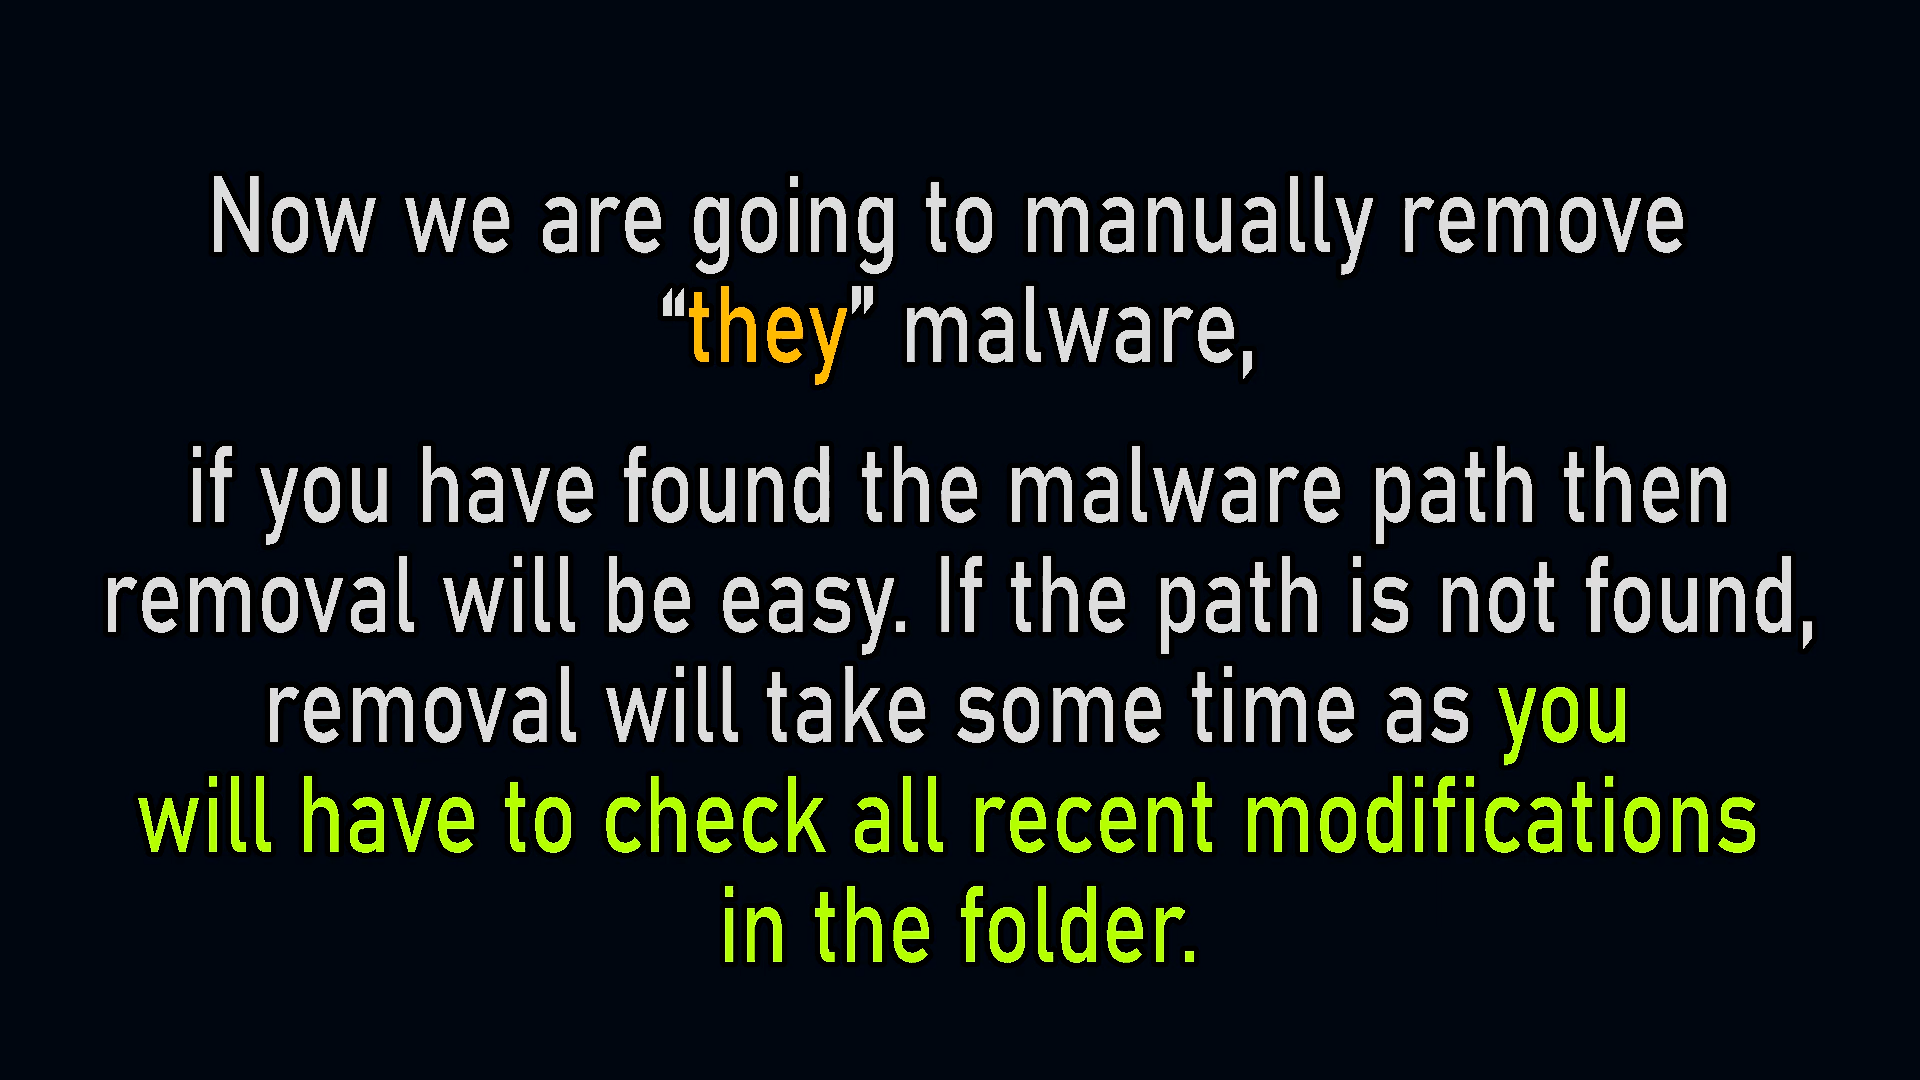 Now we are going to manually remove
“they” malware,
if you have found the malware path then
removal will be easy. If the path is not found,
removal will take some time as you
will have to check all recent modifications
in the folder.